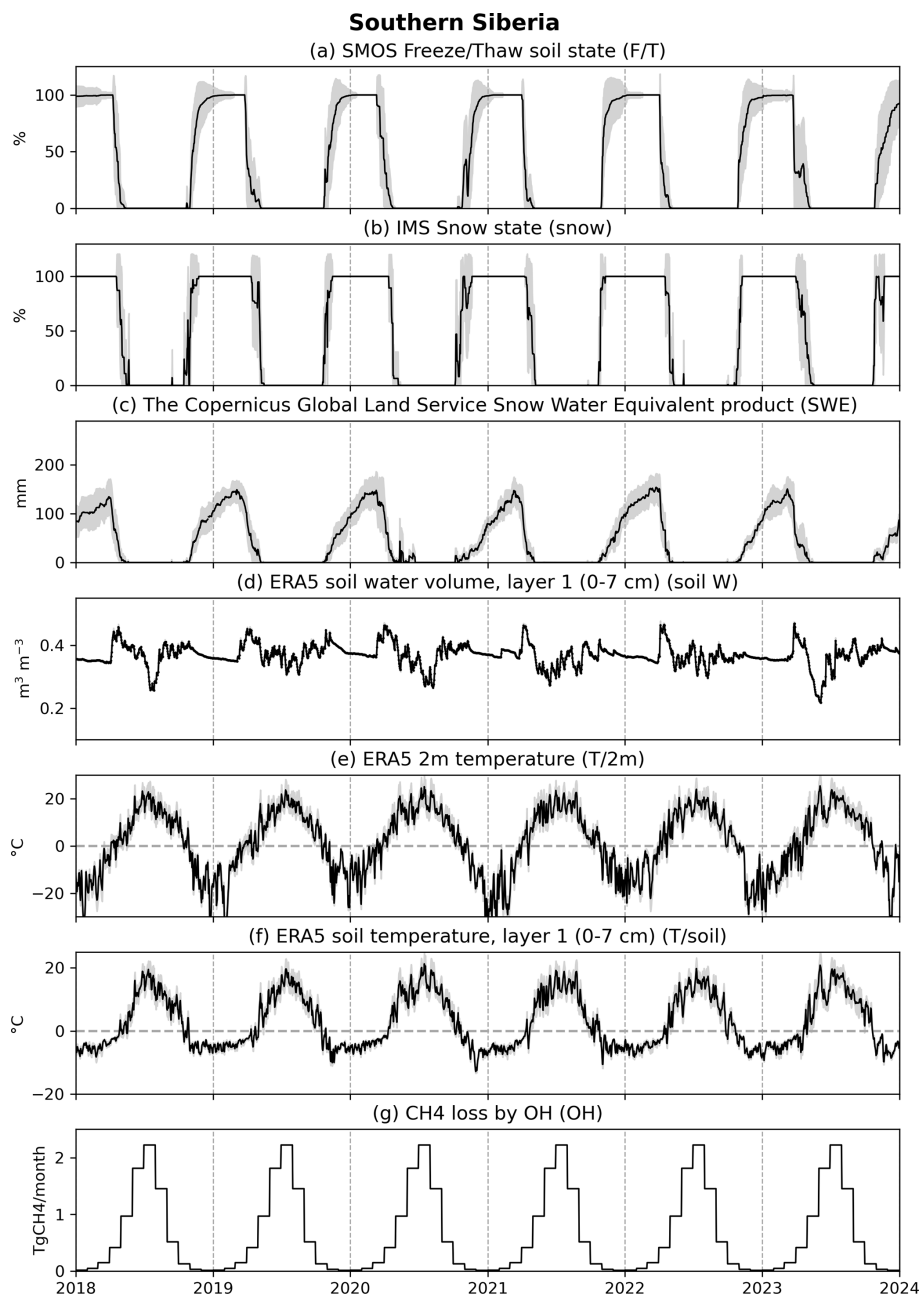 Southern Siberia
(a) SMOS Freeze/Thaw soil state (F/T)
100
50
0
%
(b) IMS Snow state (snow)
100
50
0
%
(c) The Copernicus Global Land Service Snow Water Equivalent product (SWE)
200
100
0
mm
(d) ERA5 soil water volume, layer 1 (0-7 cm) (soil W)
0.4
0.2
m³ m⁻³
(e) ERA5 2m temperature (T/2m)
20
0
−20
°C
(f) ERA5 soil temperature, layer 1 (0-7 cm) (T/soil)
20
0
−20
°C
(g) CH4 loss by OH (OH)
2
1
0
TgCH4/month
2018 2019 2020 2021 2022 2023 2024